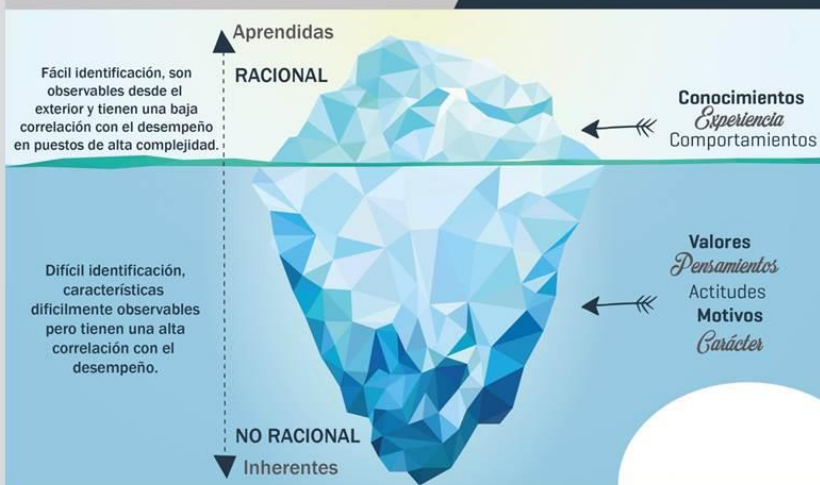 Aprendidas
RACIONAL
Fácil identificación, son
observables desde el
exterior y tienen una baja
correlación con el desempeño
en puestos de alta complejidad.
Conocimientos
Experiencia
Comportamientos
Difícil identificación,
características
dificilmente observables
pero tienen una alta
correlación con el
desempeño.
Valores
Pensamientos
Actitudes
Motivos
Carácter
NO RACIONAL
Inherentes